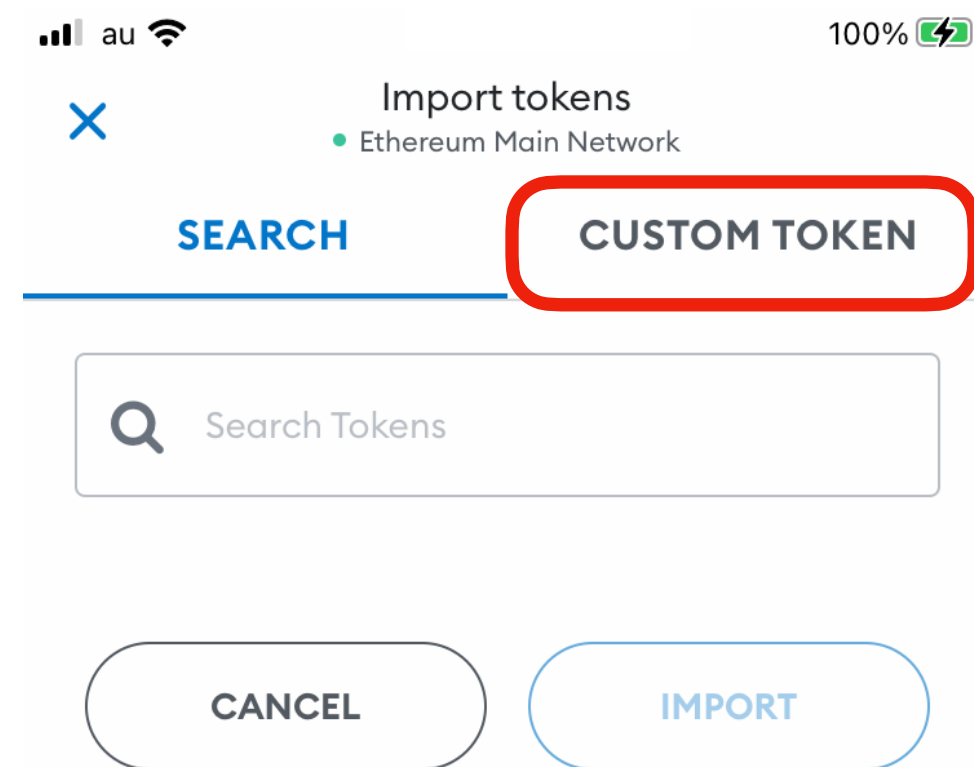 au 100%
Import tokens
Ethereum Main Network
SEARCH CUSTOM TOKEN
Search Tokens
CANCEL IMPORT